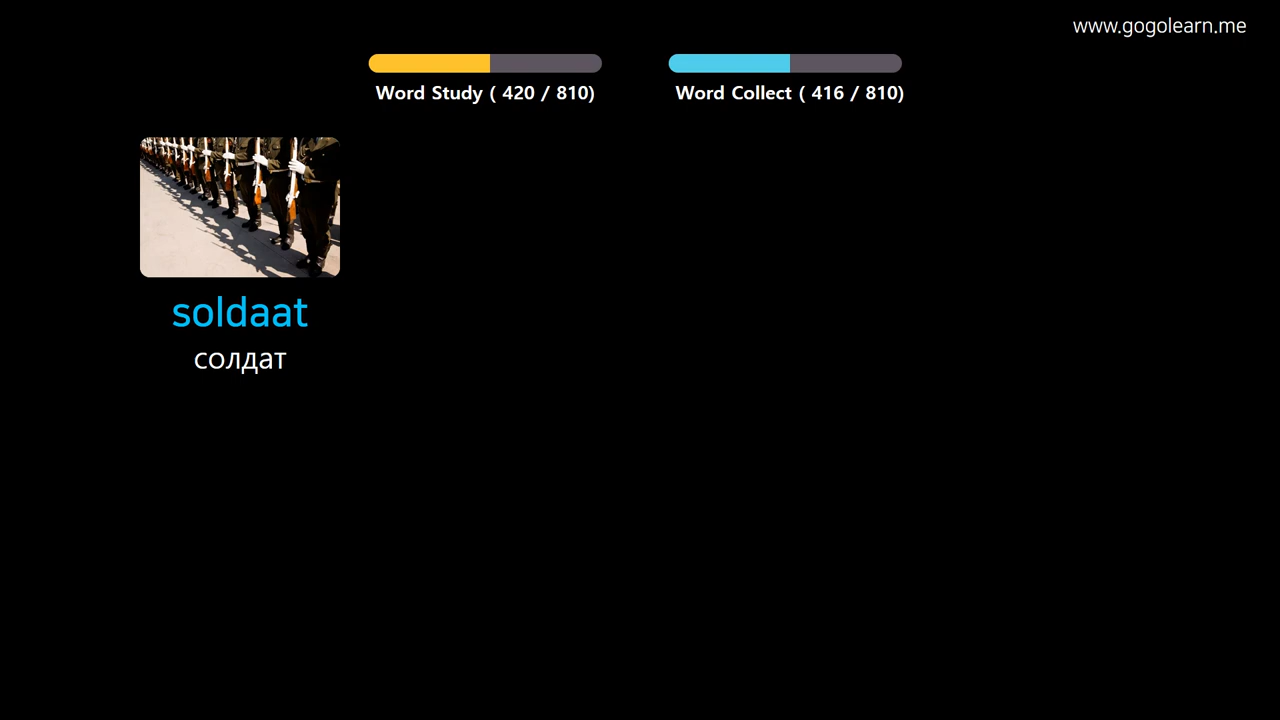 www.gogolearn.me
Word Study ( 420 / 810)
Word Collect ( 416 / 810)
soldaat
солдат